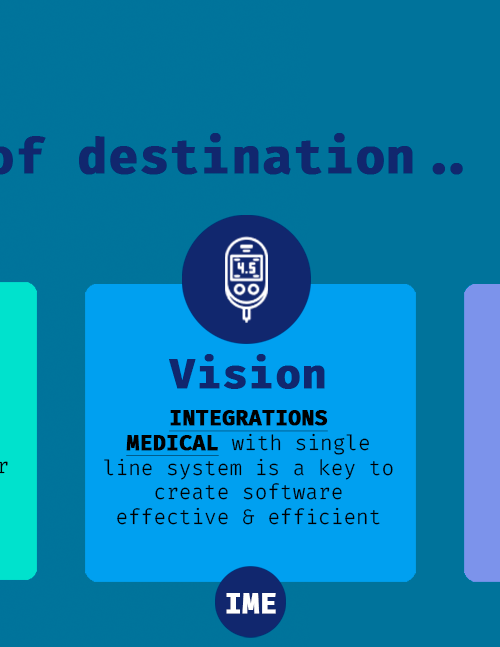 of destination..
4.5
Vision
INTEGRATIONS
MEDICAL with single
line system is a key to
r
create software
effective & efficient
IME